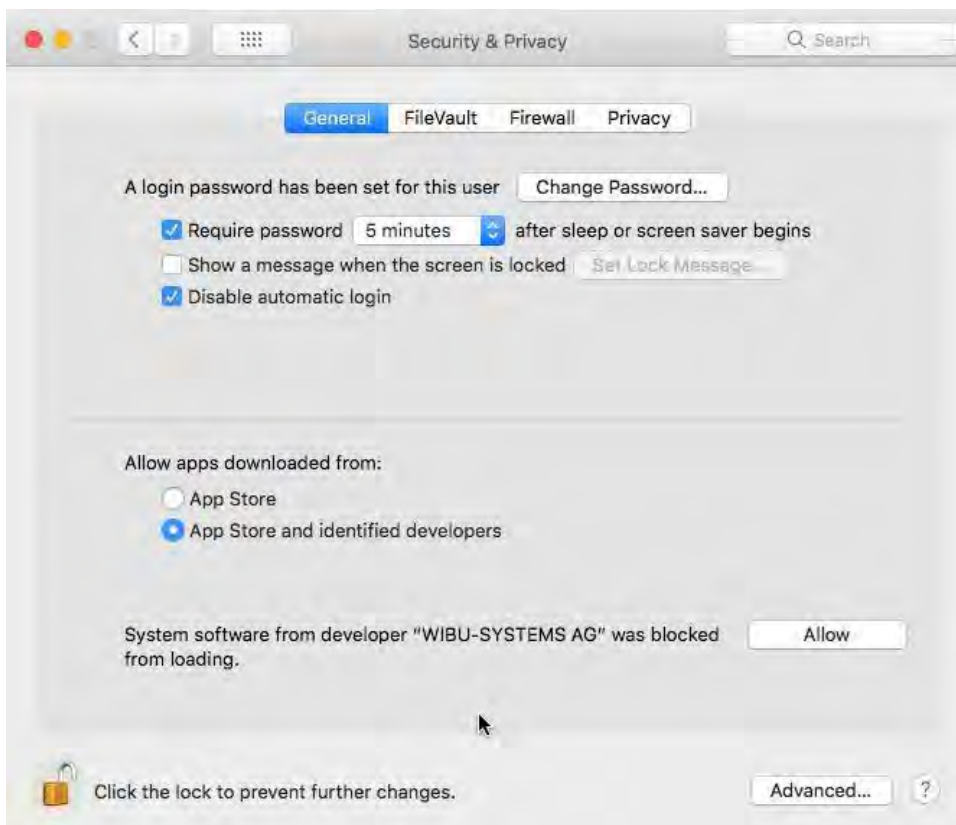 Security & Privacy
Search
General FileVault Firewall Privacy
A login password has been set for this user Change Password...
Require password 5 minutes after sleep or screen saver begins
Show a message when the screen is locked Set Lock Message...
Disable automatic login
Allow apps downloaded from:
App Store
App Store and identified developers
System software from developer "WIBU-SYSTEMS AG" was blocked Allow
from loading.
Click the lock to prevent further changes. Advanced... ?